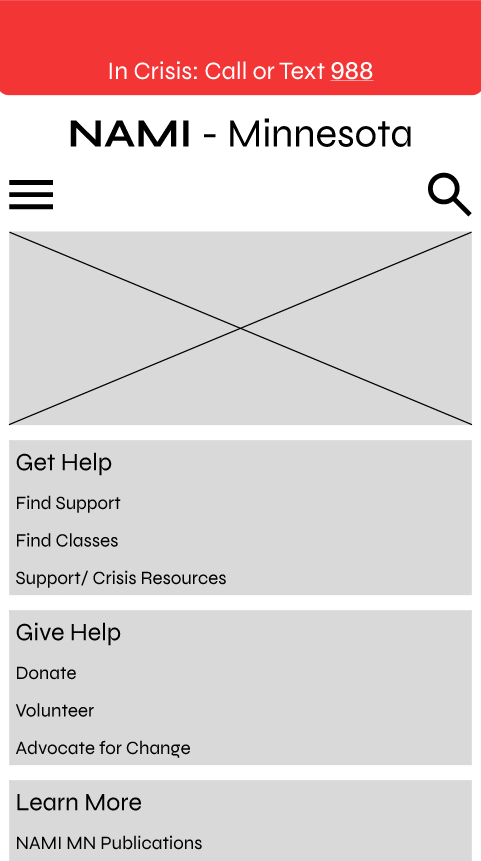 In Crisis: Call or Text 988
NAMI - Minnesota
Get Help
Find Support
Find Classes
Support/ Crisis Resources
Give Help
Donate
Volunteer
Advocate for Change
Learn More
NAMI MN Publications